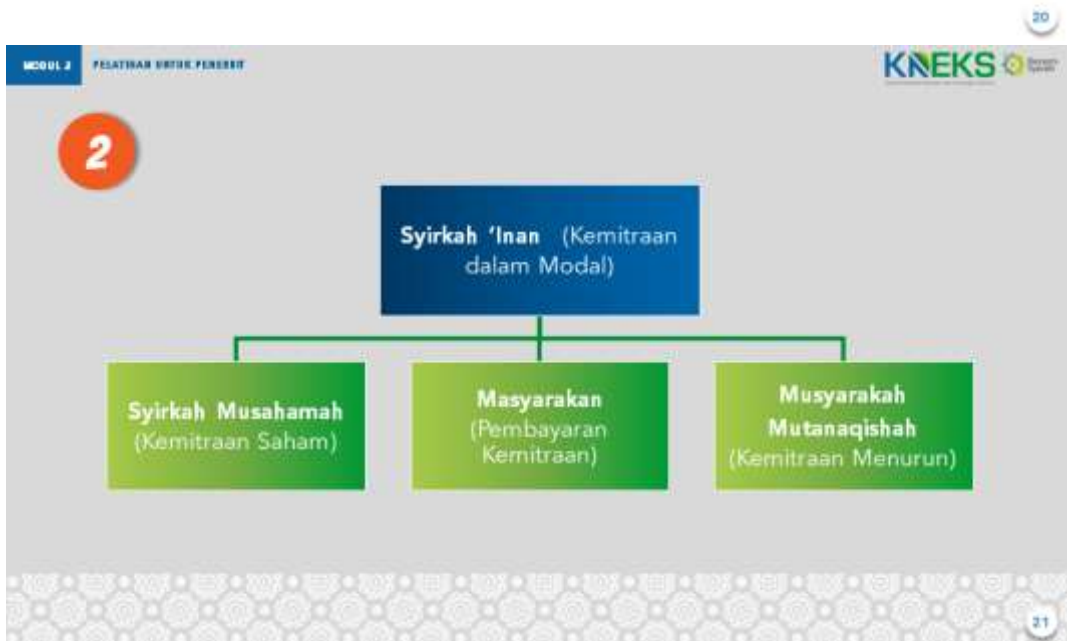 20
MODUL 2
PELATIHAN UNTUK PENERBIT
KNEKS
2
Syirkah 'Inan (Kemitraan
dalam Modal)
Syirkah Musahamah
(Kemitraan Saham)
Masyarakan
(Pembayaran
Kemitraan)
Musyarakah
Mutanaqishah
(Kemitraan Menurun)
21